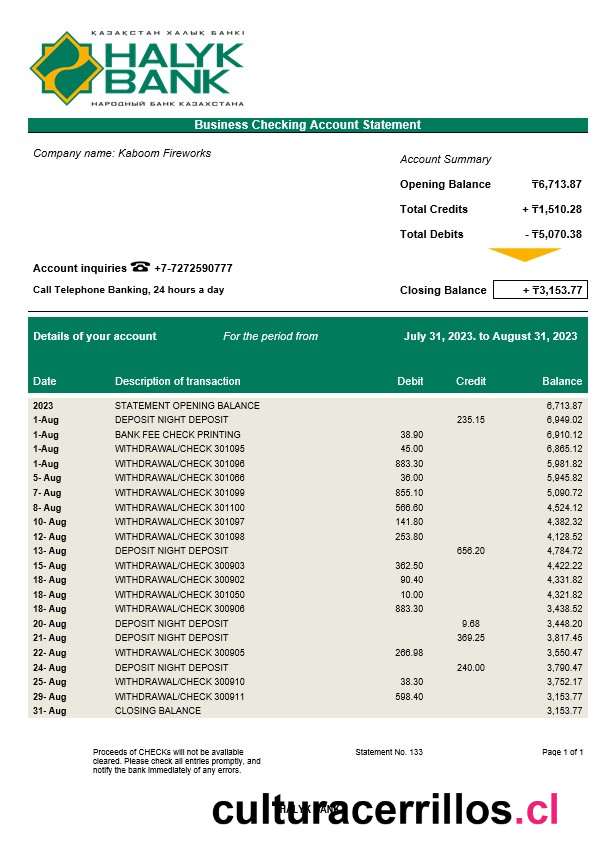 ҚАЗАҚСТАН ХАЛЫҚ БАНКІ
HALYK
BANK
НАРОДНЫЙ БАНК КАЗАХСТАНА
Business Checking Account Statement
Company name: Kaboom Fireworks
Account Summary
Opening Balance ₸6,713.87
Total Credits + ₸1,510.28
Total Debits - ₸5,070.38
Account inquiries ☎ +7-7272590777
Call Telephone Banking, 24 hours a day
Closing Balance + ₸3,153.77
Details of your account For the period from July 31, 2023. to August 31, 2023
Date Description of transaction Debit Credit Balance
2023 STATEMENT OPENING BALANCE 6,713.87
1-Aug DEPOSIT NIGHT DEPOSIT 235.15 6,949.02
1-Aug BANK FEE CHECK PRINTING 38.90 6,910.12
1-Aug WITHDRAWAL/CHECK 301095 45.00 6,865.12
1-Aug WITHDRAWAL/CHECK 301096 883.30 5,981.82
5- Aug WITHDRAWAL/CHECK 301066 36.00 5,945.82
7- Aug WITHDRAWAL/CHECK 301099 855.10 5,090.72
8- Aug WITHDRAWAL/CHECK 301100 566.60 4,524.12
10- Aug WITHDRAWAL/CHECK 301097 141.80 4,382.32
12- Aug WITHDRAWAL/CHECK 301098 253.80 4,128.52
13- Aug DEPOSIT NIGHT DEPOSIT 656.20 4,784.72
15- Aug WITHDRAWAL/CHECK 300903 362.50 4,422.22
18- Aug WITHDRAWAL/CHECK 300902 90.40 4,331.82
18- Aug WITHDRAWAL/CHECK 301050 10.00 4,321.82
18- Aug WITHDRAWAL/CHECK 300906 883.30 3,438.52
20- Aug DEPOSIT NIGHT DEPOSIT 9.68 3,448.20
21- Aug DEPOSIT NIGHT DEPOSIT 369.25 3,817.45
22- Aug WITHDRAWAL/CHECK 300905 266.98 3,550.47
24- Aug DEPOSIT NIGHT DEPOSIT 240.00 3,790.47
25- Aug WITHDRAWAL/CHECK 300910 38.30 3,752.17
29- Aug WITHDRAWAL/CHECK 300911 598.40 3,153.77
31- Aug CLOSING BALANCE 3,153.77
Proceeds of CHECKs will not be available Statement No. 133 Page 1 of 1
cleared. Please check all entries promptly, and
notify the bank immediately of any errors.
HALYK BANK
culturacerrillos.cl